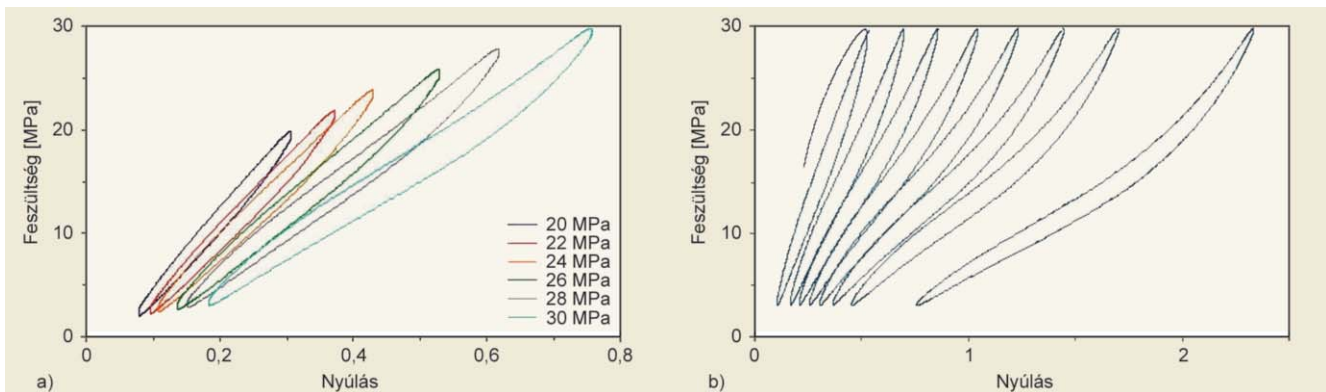 30
20
10
0
Feszültség [MPa]
20 MPa
22 MPa
24 MPa
26 MPa
28 MPa
30 MPa
0
0,2
0,4
0,6
0,8
a)
Nyúlás
30
20
10
0
Feszültség [MPa]
0
1
2
b)
Nyúlás